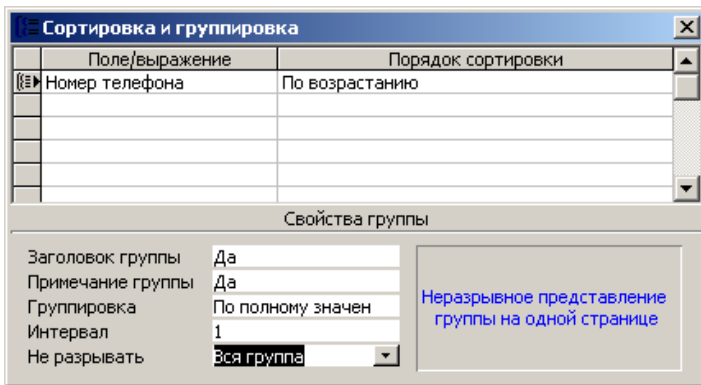 Сортировка и группировка
Поле/выражение Порядок сортировки
Номер телефона По возрастанию
Свойства группы
Заголовок группы Да
Примечание группы Да
Группировка По полному значен
Интервал 1
Не разрывать Вся группа
Неразрывное представление
группы на одной странице